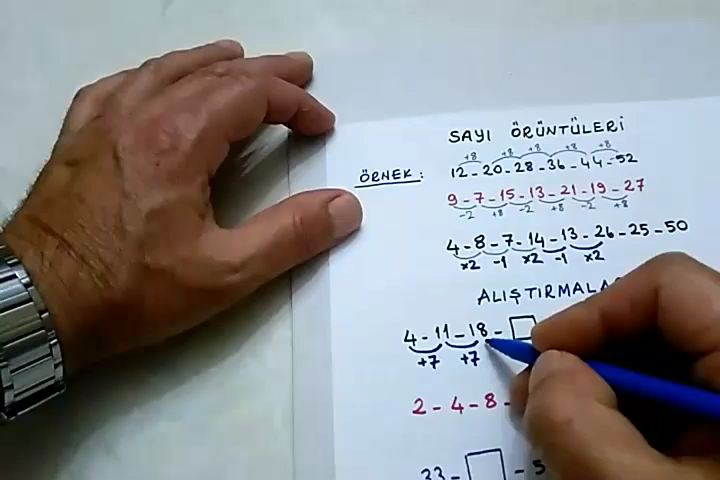 SAYI ÖRÜNTÜLERİ
+8 +8 +8 +8 +8
ÖRNEK : 12 - 20 - 28 - 36 - 44 - 52
9 - 7 - 15 - 13 - 21 - 19 - 27
-2 +8 -2 +8 -2 +8
4 - 8 - 7 - 14 - 13 - 26 - 25 - 50
x2 -1 x2 -1 x2
4 - 11 - 18 -
+7 +7
2 - 4 - 8 -
33 - - 5